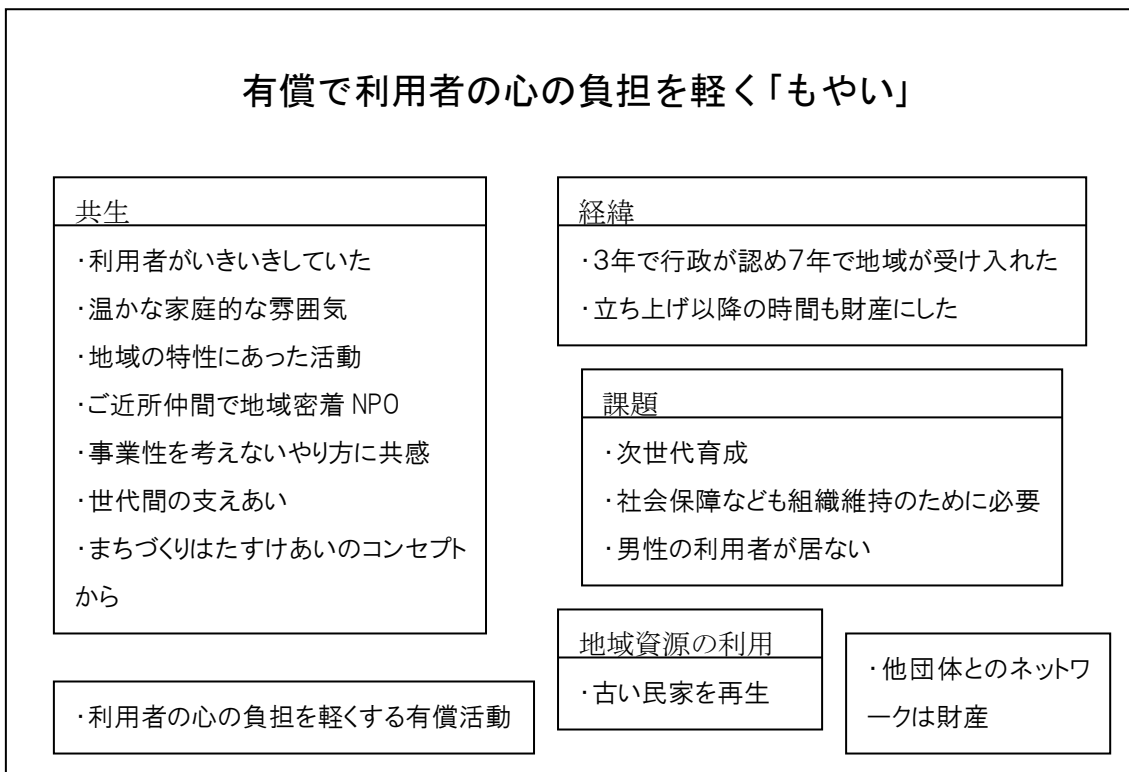 有償で利用者の心の負担を軽く「もやい」
共生
・利用者がいきいきしていた
・温かな家庭的な雰囲気
・地域の特性にあった活動
・ご近所仲間で地域密着 NPO
・事業性を考えないやり方に共感
・世代間の支えあい
・まちづくりはたすけあいのコンセプト
から
・利用者の心の負担を軽くする有償活動
経緯
・3年で行政が認め7年で地域が受け入れた
・立ち上げ以降の時間も財産にした
課題
・次世代育成
・社会保障なども組織維持のために必要
・男性の利用者が居ない
地域資源の利用
・古い民家を再生
・他団体とのネットワ
ークは財産